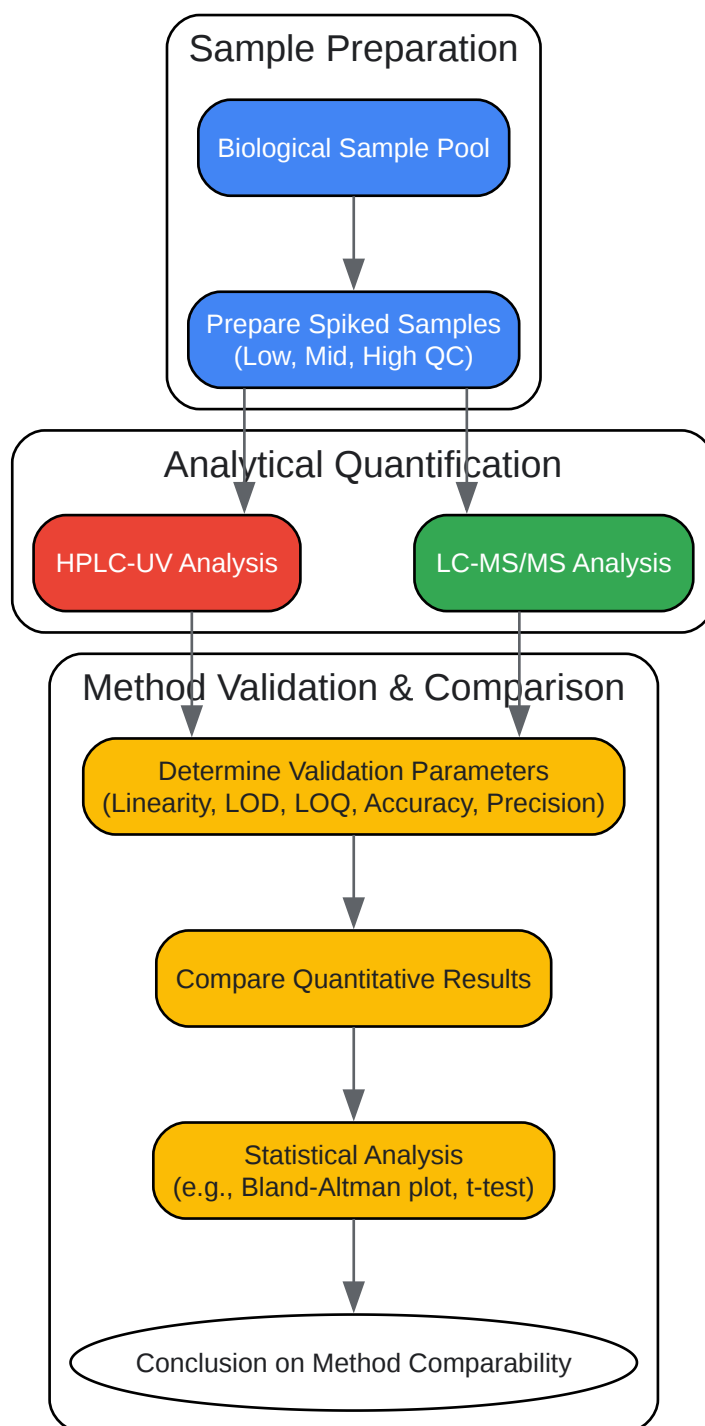 Sample Preparation
Biological Sample Pool
Prepare Spiked Samples
(Low, Mid, High QC)
Analytical Quantification
HPLC-UV Analysis
LC-MS/MS Analysis
Method Validation & Comparison
Determine Validation Parameters
(Linearity, LOD, LOQ, Accuracy, Precision)
Compare Quantitative Results
Statistical Analysis
(e.g., Bland-Altman plot, t-test)
Conclusion on Method Comparability